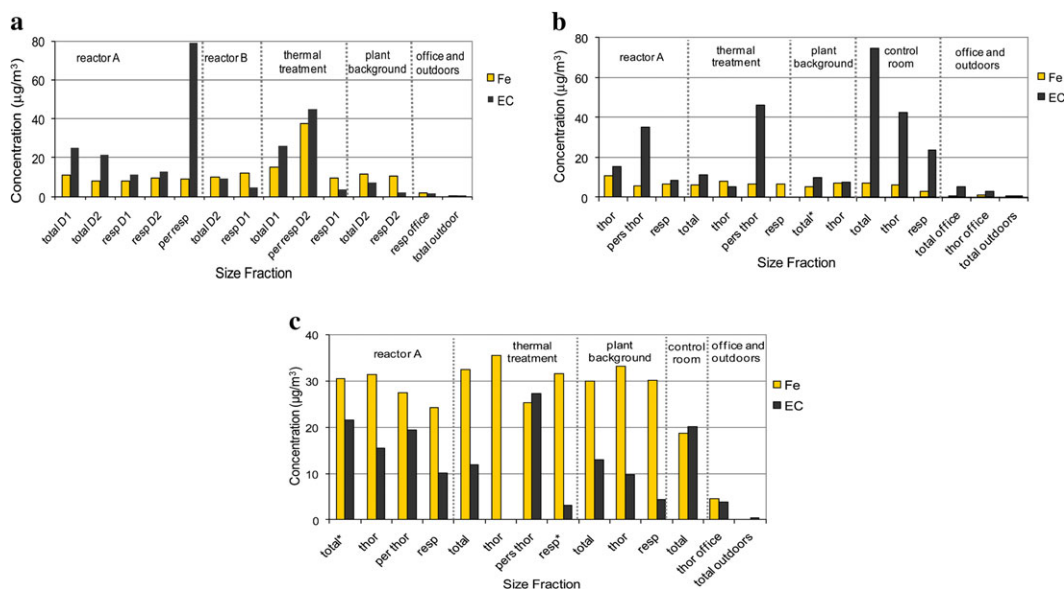 a
Concentration (µg/m³)
80
60
40
20
0
reactor A
reactor B
thermal
treatment
plant
background
office and
outdoors
Fe
EC
total D1
total D2
resp D1
resp D2
per resp
total D2
resp D1
total D1
per resp D2
resp D1
total D2
resp D2
resp office
total outdoor
Size Fraction
b
Concentration (µg/m³)
80
60
40
20
0
reactor A
thermal
treatment
plant
background
control
room
office and
outdoors
Fe
EC
thor
pers thor
resp
total
thor
pers thor
resp
total*
thor
total
thor
resp
total office
thor office
total outdoors
Size Fraction
c
Concentration (µg/m³)
40
30
20
10
0
reactor A
thermal
treatment
plant
background
control
room
office and
outdoors
Fe
EC
total*
thor
per thor
resp
total
thor
pers thor
resp*
total
thor
resp
total
thor office
total outdoors
Size Fraction